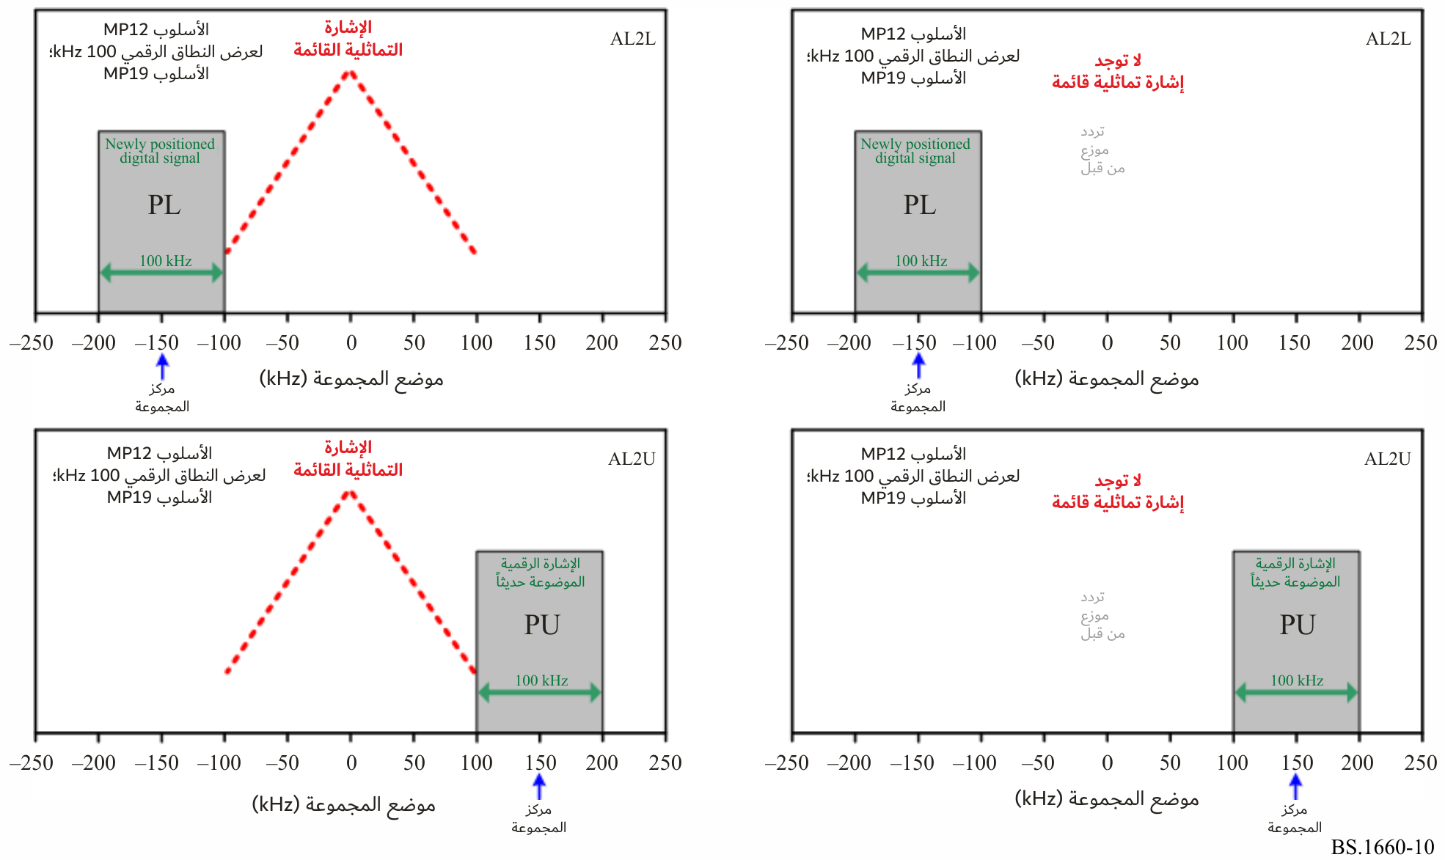 الأسلوب MP12
لعرض النطاق الرقمي 100 kHz؛
الأسلوب MP19
الإشارة
التماثلية القائمة
AL2L
Newly positioned
digital signal
PL
100 kHz
–250 –200 –150 –100 –50 0 50 100 150 200 250
مركز
المجموعة
موضع المجموعة (kHz)
الأسلوب MP12
لعرض النطاق الرقمي 100 kHz؛
الأسلوب MP19
لا توجد
إشارة تماثلية قائمة
AL2L
تردد
موزع
من قبل
Newly positioned
digital signal
PL
100 kHz
–250 –200 –150 –100 –50 0 50 100 150 200 250
مركز
المجموعة
موضع المجموعة (kHz)
الأسلوب MP12
لعرض النطاق الرقمي 100 kHz؛
الأسلوب MP19
الإشارة
التماثلية القائمة
AL2U
الإشارة الرقمية
الموضوعة حديثاً
PU
100 kHz
–250 –200 –150 –100 –50 0 50 100 150 200 250
موضع المجموعة (kHz)
مركز
المجموعة
الأسلوب MP12
لعرض النطاق الرقمي 100 kHz؛
الأسلوب MP19
لا توجد
إشارة تماثلية قائمة
AL2U
تردد
موزع
من قبل
الإشارة الرقمية
الموضوعة حديثاً
PU
100 kHz
–250 –200 –150 –100 –50 0 50 100 150 200 250
موضع المجموعة (kHz)
مركز
المجموعة
BS.1660-10